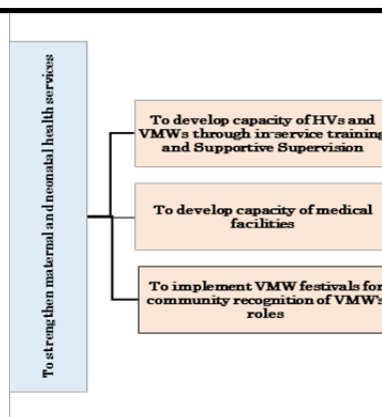 To strengthen maternal and neonatal health services
To develop capacity of HVs and
VMWs through in-service training
and Supportive Supervision
To develop capacity of medical
facilities
To implement VMW festivals for
community recognition of VMW's
roles